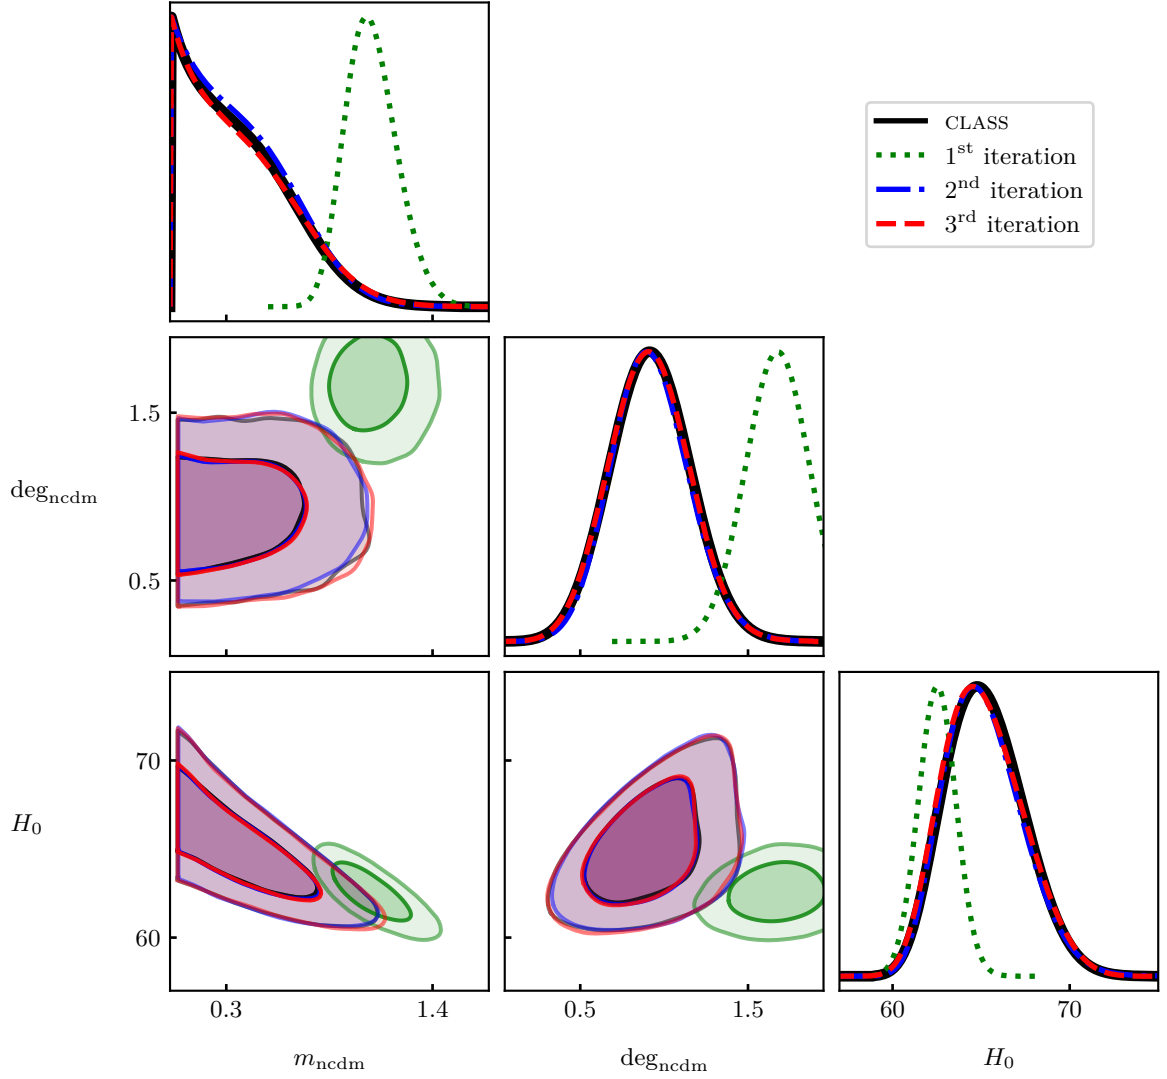 CLASS
1st iteration
2nd iteration
3rd iteration
1.5
deg_ncdm
0.5
70
H_0
60
0.3 1.4 0.5 1.5 60 70
m_ncdm deg_ncdm H_0